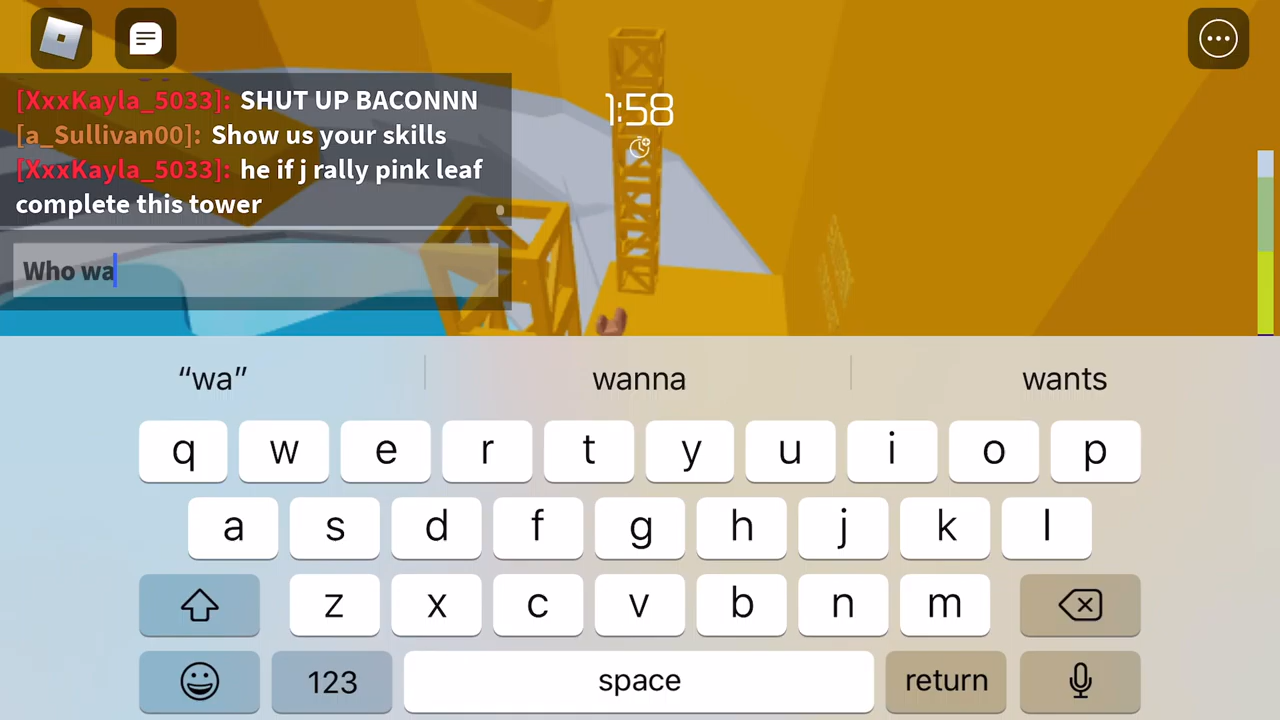 [XxxKayla_5033]: SHUT UP BACONNN
[a_Sullivan00]: Show us your skills
[XxxKayla_5033]: he if j rally pink leaf
complete this tower
1:58
Who wa
“wa” wanna wants
q w e r t y u i o p
a s d f g h j k l
z x c v b n m
123 space return